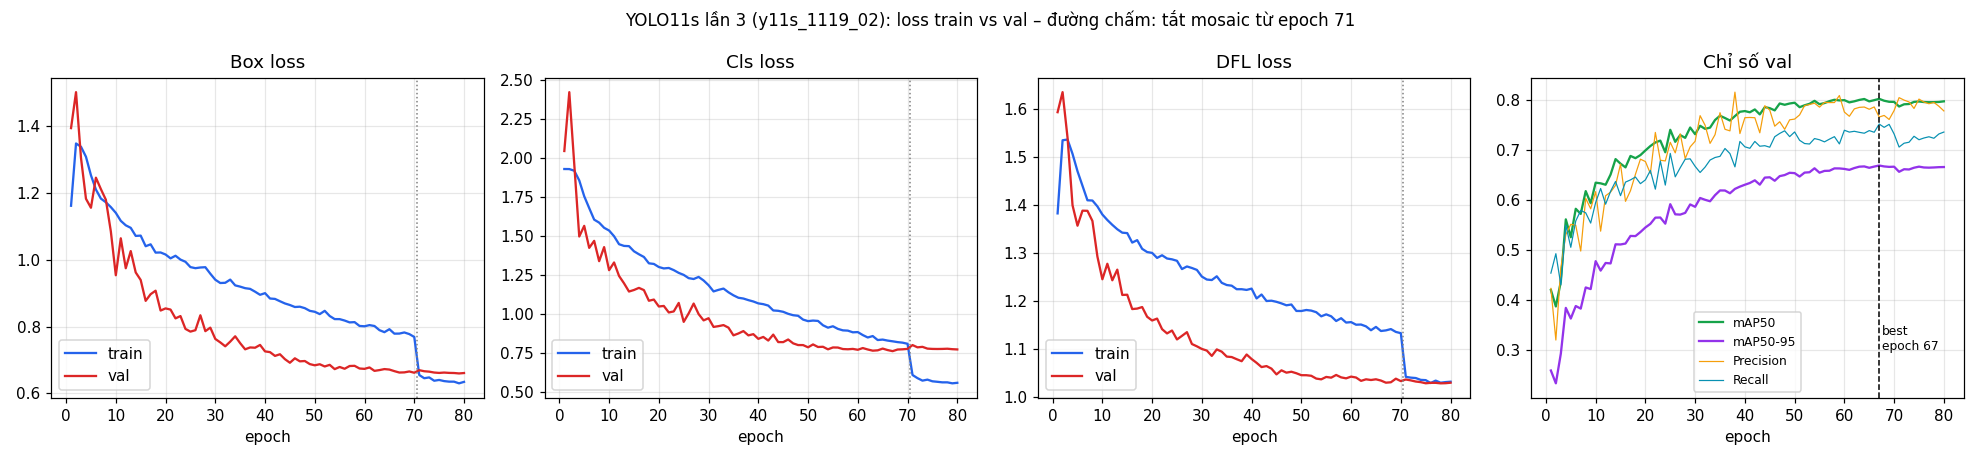 YOLO11s lần 3 (y11s_1119_02): loss train vs val – đường chấm: tắt mosaic từ epoch 71
Box loss
1.4
1.2
1.0
0.8
0.6
train
val
0 10 20 30 40 50 60 70 80
epoch
Cls loss
2.50
2.25
2.00
1.75
1.50
1.25
1.00
0.75
0.50
train
val
0 10 20 30 40 50 60 70 80
epoch
DFL loss
1.6
1.5
1.4
1.3
1.2
1.1
1.0
train
val
0 10 20 30 40 50 60 70 80
epoch
Chỉ số val
0.8
0.7
0.6
0.5
0.4
0.3
mAP50
mAP50-95
Precision
Recall
best
epoch 67
0 10 20 30 40 50 60 70 80
epoch